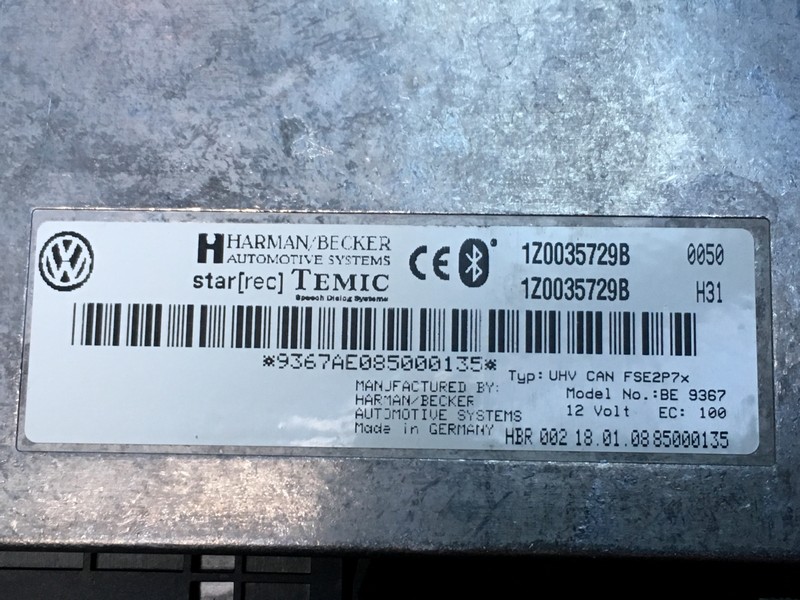 HARMAN/BECKER
AUTOMOTIVE SYSTEMS
star[rec] TEMIC
Speech Dialog Systems
CE
1Z0035729B 0050
1Z0035729B H31
*9367AE085000135*
Typ: UHV CAN FSE2P7x
Model No.: BE 9367
12 Volt EC: 100
MANUFACTURED BY:
HARMAN/BECKER
AUTOMOTIVE SYSTEMS
Made in GERMANY
HBR 002 18.01.08 85000135